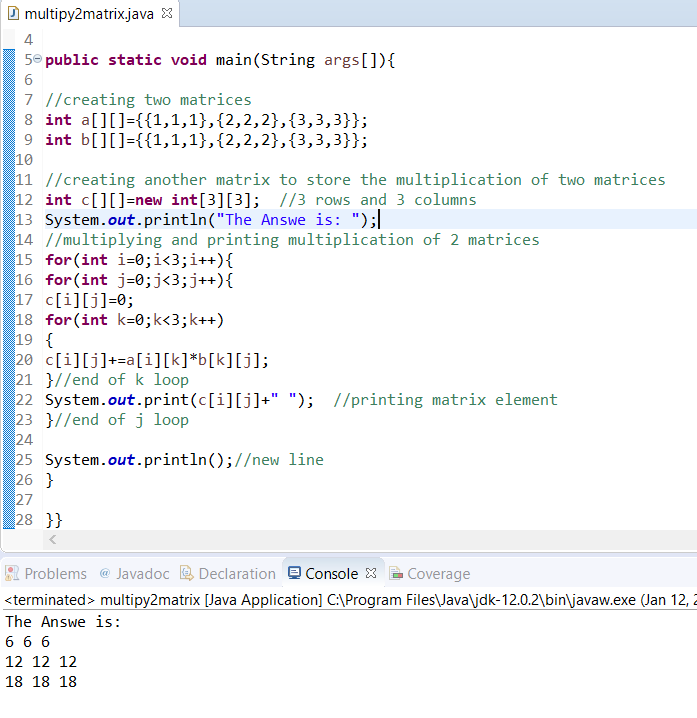 multipy2matrix.java
4
5 public static void main(String args[]){
6
7 //creating two matrices
8 int a[][]={{1,1,1},{2,2,2},{3,3,3}};
9 int b[][]={{1,1,1},{2,2,2},{3,3,3}};
10
11 //creating another matrix to store the multiplication of two matrices
12 int c[][]=new int[3][3];  //3 rows and 3 columns
13 System.out.println("The Answe is: ");
14 //multiplying and printing multiplication of 2 matrices
15 for(int i=0;i<3;i++){
16 for(int j=0;j<3;j++){
17 c[i][j]=0;
18 for(int k=0;k<3;k++)
19 {
20 c[i][j]+=a[i][k]*b[k][j];
21 }//end of k loop
22 System.out.print(c[i][j]+" ");  //printing matrix element
23 }//end of j loop
24
25 System.out.println();//new line
26 }
27
28 }}
Problems @ Javadoc Declaration Console Coverage
<terminated> multipy2matrix [Java Application] C:\Program Files\Java\jdk-12.0.2\bin\javaw.exe (Jan 12,
The Answe is:
6 6 6
12 12 12
18 18 18